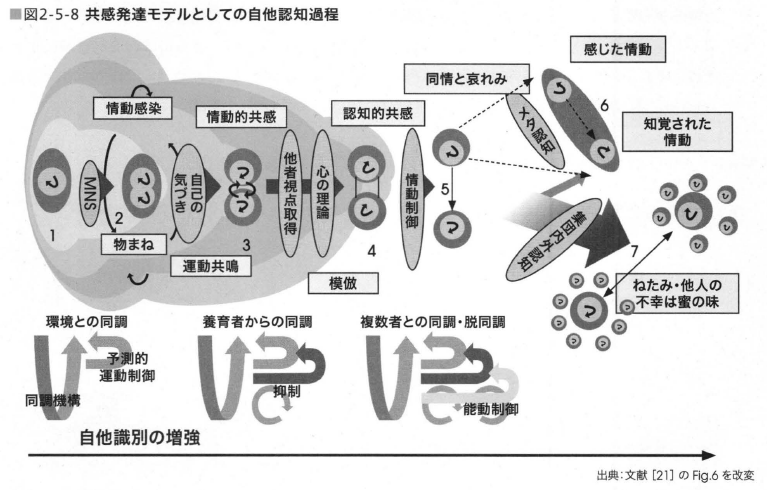 ■図2-5-8 共感発達モデルとしての自他認知過程
感じた情動
同情と哀れみ
6
情動感染
情動的共感
認知的共感
メタ認知
知覚された
情動
MNS
自己の
気づき
他者視点取得
心の理論
情動制御
1
2
3
4
5
物まね
運動共鳴
模倣
集団内外認知
7
ねたみ・他人の
不幸は蜜の味
環境との同調
養育者からの同調
複数者との同調・脱同調
予測的
運動制御
同調機構
抑制
能動制御
自他識別の増強
出典:文献［21］の Fig.6 を改変